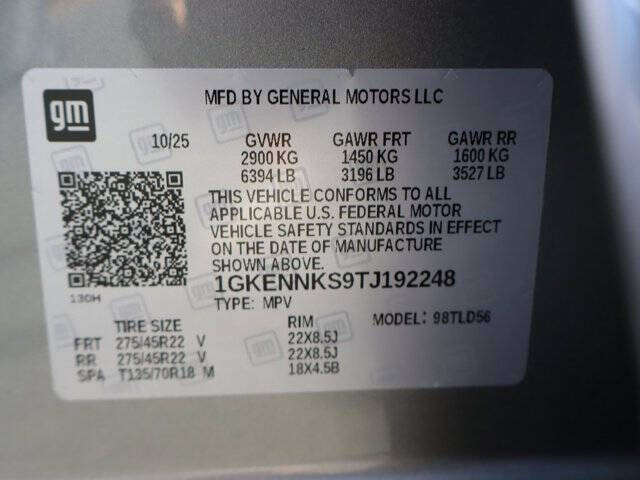 gm
MFD BY GENERAL MOTORS LLC
10/25 GVWR GAWR FRT GAWR RR
2900 KG 1450 KG 1600 KG
6394 LB 3196 LB 3527 LB
THIS VEHICLE CONFORMS TO ALL
APPLICABLE U.S. FEDERAL MOTOR
VEHICLE SAFETY STANDARDS IN EFFECT
ON THE DATE OF MANUFACTURE
SHOWN ABOVE.
130H
1GKENNKS9TJ192248
TYPE: MPV
TIRE SIZE RIM MODEL: 98TLD56
FRT 275/45R22 V 22X8.5J
RR 275/45R22 V 22X8.5J
SPA T135/70R18 M 18X4.5B